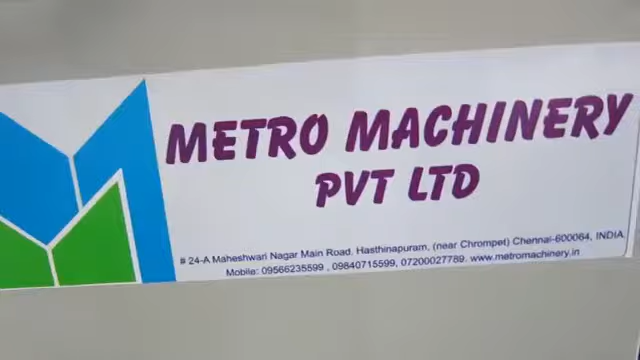 METRO MACHINERY
PVT LTD
# 24-A Maheshwari Nagar Main Road, Hasthinapuram, (near Chrompet) Chennai-600064, INDIA.
Mobile: 09566235599 , 09840715599, 07200027789. www.metromachinery.in